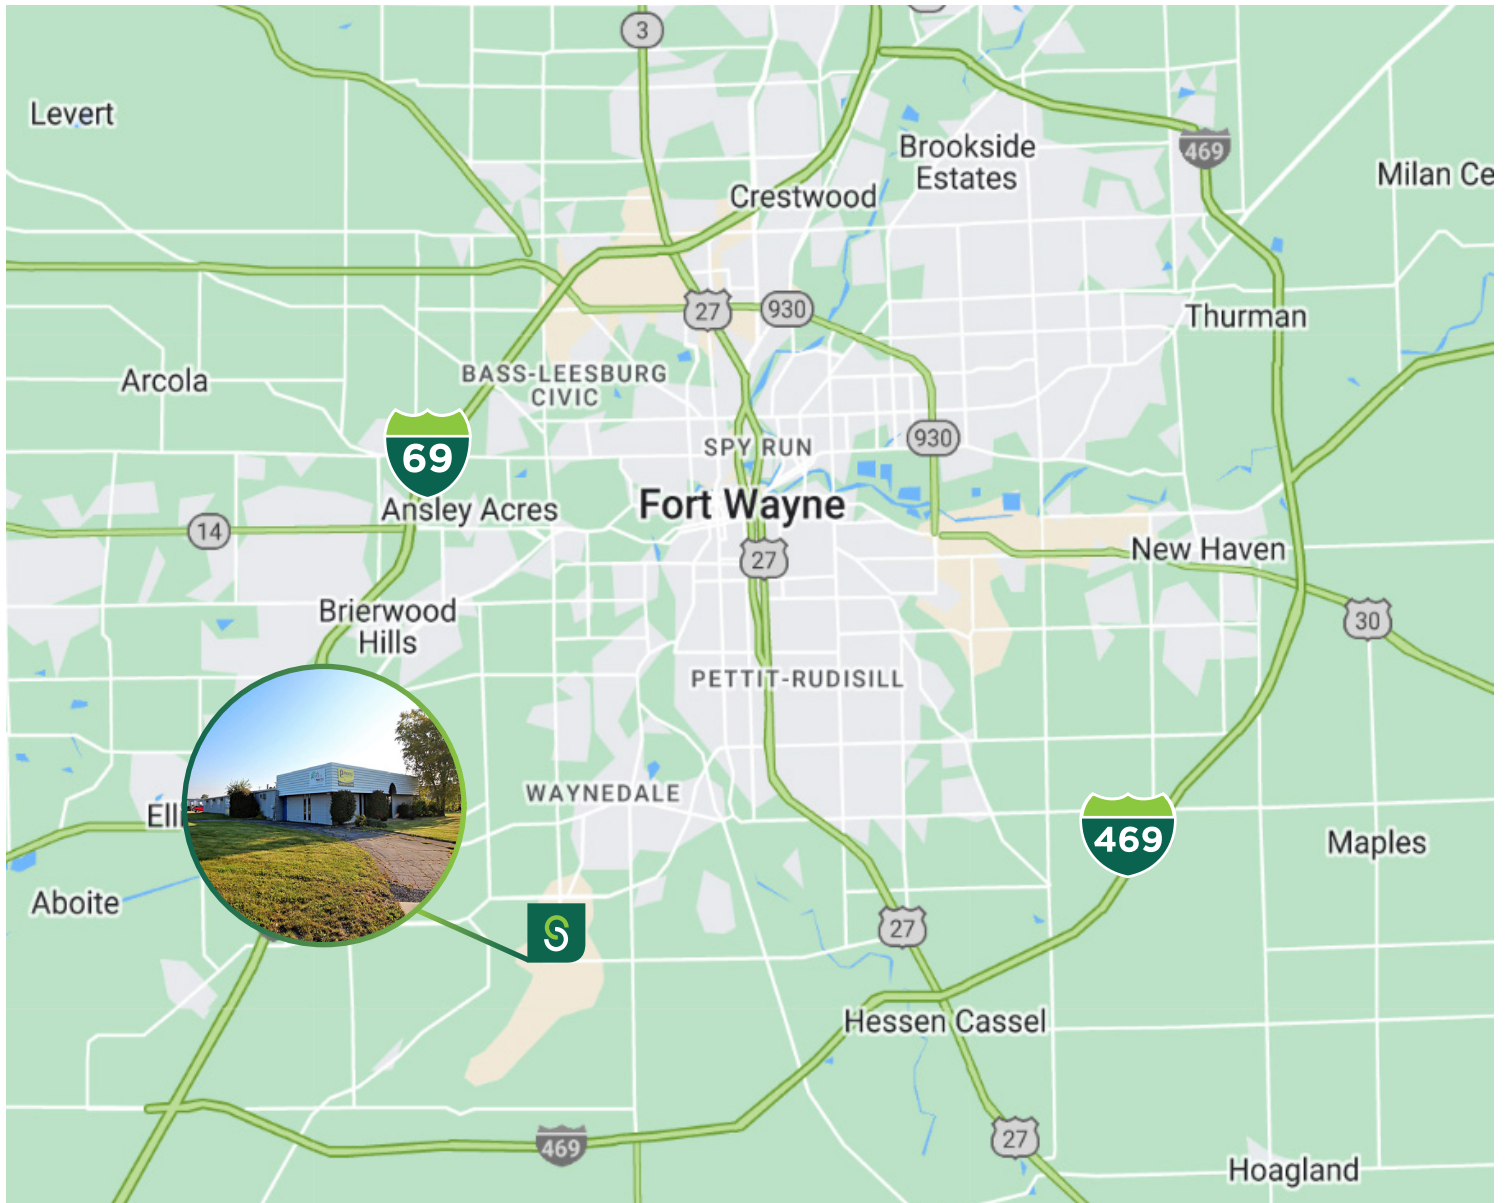 3
Levert
Brookside
Estates
469
Milan Ce
Crestwood
27
930
Thurman
Arcola
BASS-LEESBURG
CIVIC
69
SPY RUN
930
Ansley Acres
Fort Wayne
14
27
New Haven
Brierwood
Hills
30
PETTIT-RUDISILL
WAYNEDALE
Elli
469
Maples
Aboite
S
27
Hessen Cassel
469
27
Hoagland